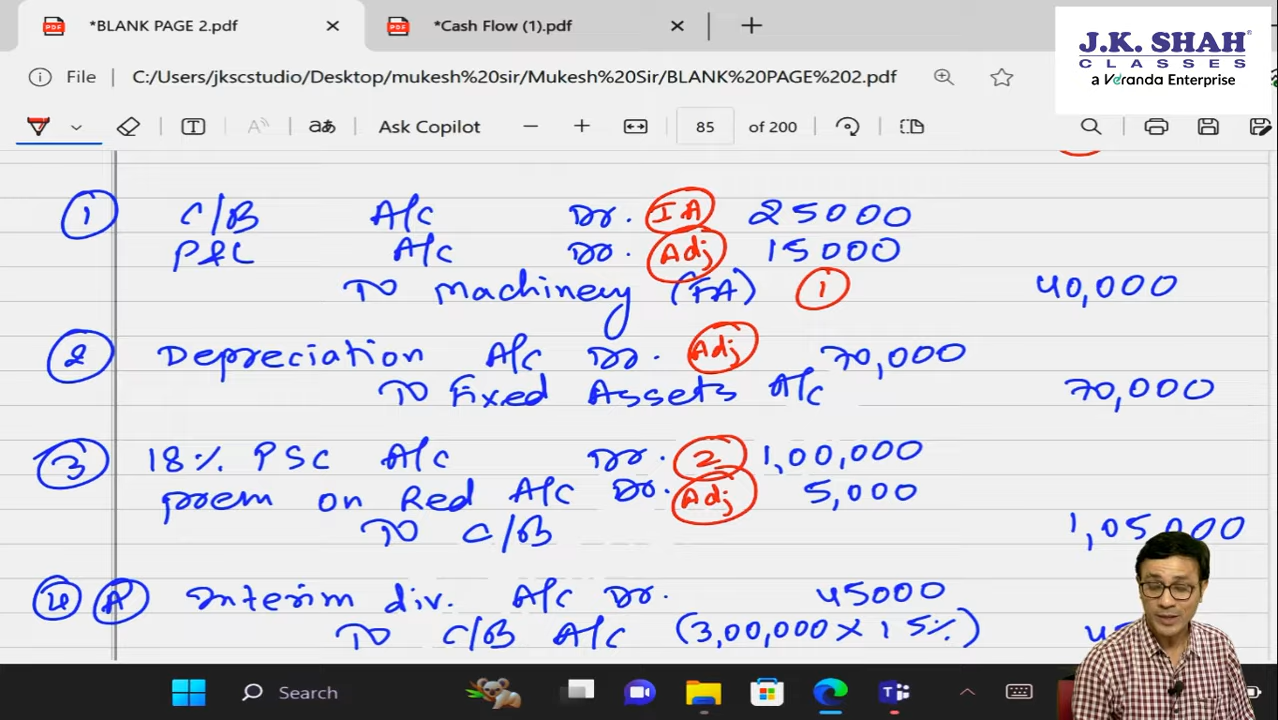 *BLANK PAGE 2.pdf
*Cash Flow (1).pdf
J.K. SHAH
CLASSES
a Veranda Enterprise
File C:/Users/jkscstudio/Desktop/mukesh%20sir/Mukesh%20Sir/BLANK%20PAGE%202.pdf
aあ Ask Copilot 85 of 200
1 C/B A/c Dr. IA 25000
P&L A/c Dr. Adj 15000
To Machinery (FA) 1 40,000
2 Depreciation A/c Dr. Adj 70,000
To Fixed Assets A/c 70,000
3 18% PSC A/c Dr. 2 1,00,000
prem on Red A/c Dr. Adj 5,000
To C/B 1,05,000
4 A Interim div. A/c Dr. 45000
To C/B A/c (3,00,000 X 15%)
Search